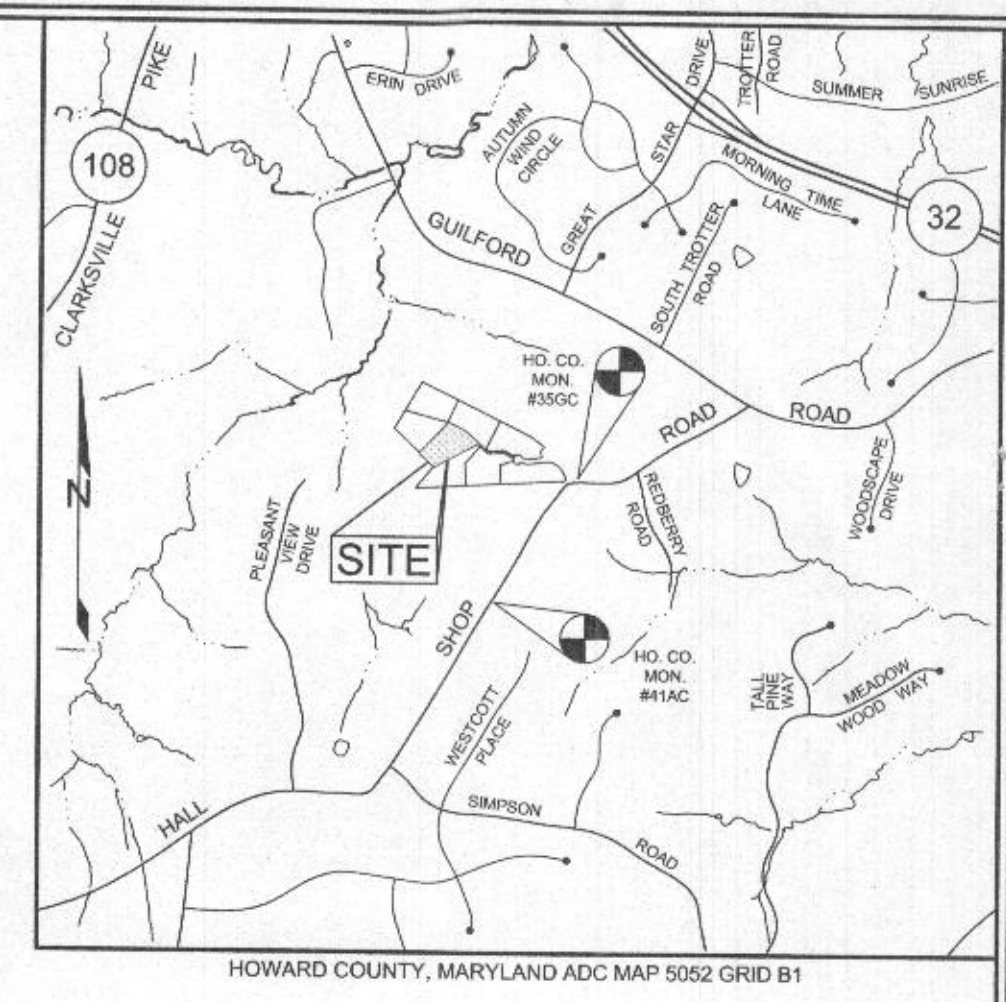 PIKE
108
CLARKSVILLE
ERIN DRIVE
AUTUMN
WIND
CIRCLE
GREAT
STAR
DRIVE
TROTTER
ROAD
SUMMER
SUNRISE
MORNING TIME
LANE
32
GUILFORD
SOUTH TROTTER
ROAD
HO. CO.
MON.
#35GC
ROAD
ROAD
WOODSCAPE
DRIVE
REDBERRY
ROAD
N
PLEASANT
VIEW
DRIVE
SITE
SHOP
HO. CO.
MON.
#41AC
WESTCOTT
PLACE
TALL
PINE
WAY
MEADOW
WOOD WAY
HALL
SIMPSON
ROAD
HOWARD COUNTY, MARYLAND ADC MAP 5052 GRID B1